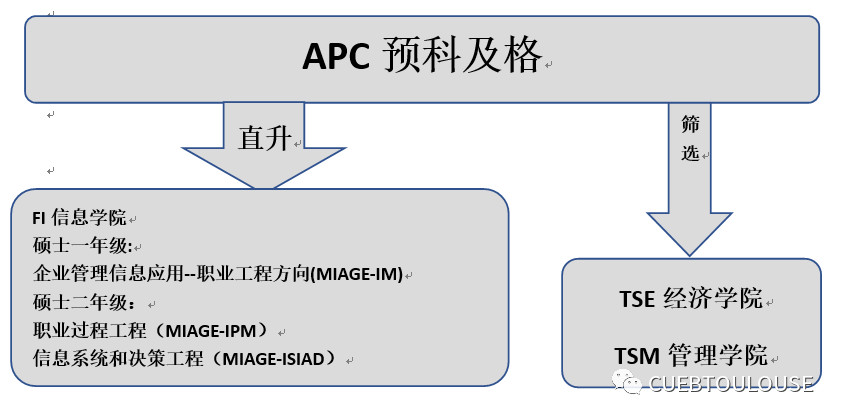 APC 预科及格
直升
筛
选
FI 信息学院
硕士一年级:
企业管理信息应用--职业工程方向(MIAGE-IM)
硕士二年级：
职业过程工程（MIAGE-IPM）
信息系统和决策工程（MIAGE-ISIAD）
TSE 经济学院
TSM 管理学院
CUEBTOULOUSE